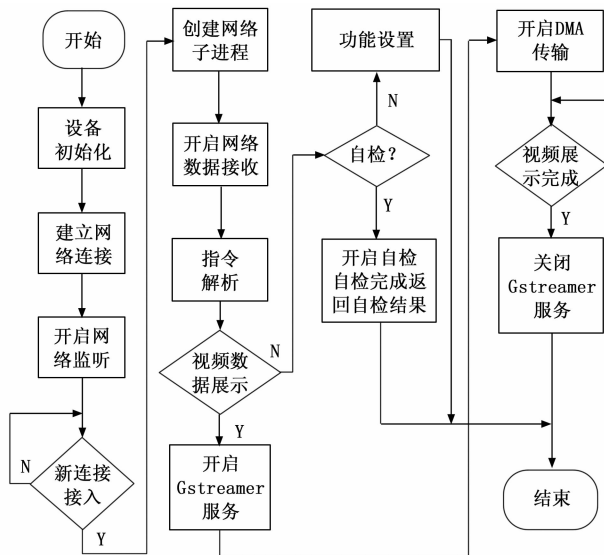 开始
设备
初始化
建立网
络连接
开启网
络监听
新连接
接入
N
Y
创建网络
子进程
开启网络
数据接收
指令
解析
视频数
据展示
N
Y
开启
Gstreamer
服务
功能设置
N
自检？
Y
开启自检
自检完成返
回自检结果
开启DMA
传输
视频展
示完成
Y
关闭
Gstreamer
服务
结束